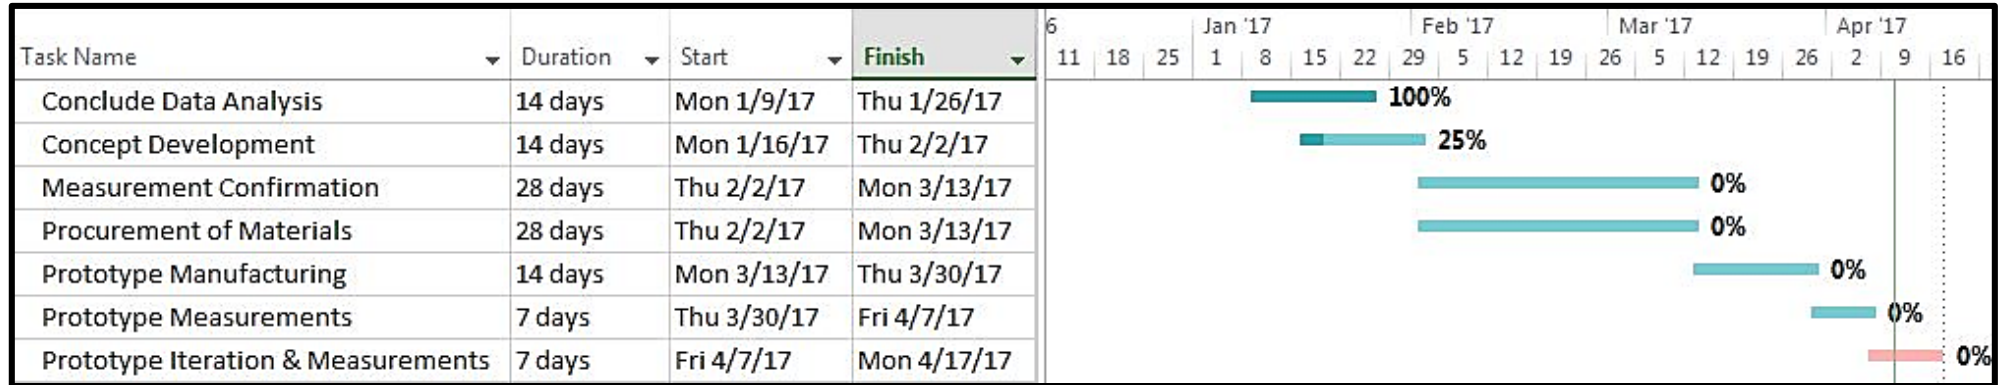 6 Jan '17 Feb '17 Mar '17 Apr '17
Task Name Duration Start Finish 11 18 25 1 8 15 22 29 5 12 19 26 5 12 19 26 2 9 16
Conclude Data Analysis 14 days Mon 1/9/17 Thu 1/26/17 100%
Concept Development 14 days Mon 1/16/17 Thu 2/2/17 25%
Measurement Confirmation 28 days Thu 2/2/17 Mon 3/13/17 0%
Procurement of Materials 28 days Thu 2/2/17 Mon 3/13/17 0%
Prototype Manufacturing 14 days Mon 3/13/17 Thu 3/30/17 0%
Prototype Measurements 7 days Thu 3/30/17 Fri 4/7/17 0%
Prototype Iteration & Measurements 7 days Fri 4/7/17 Mon 4/17/17 0%